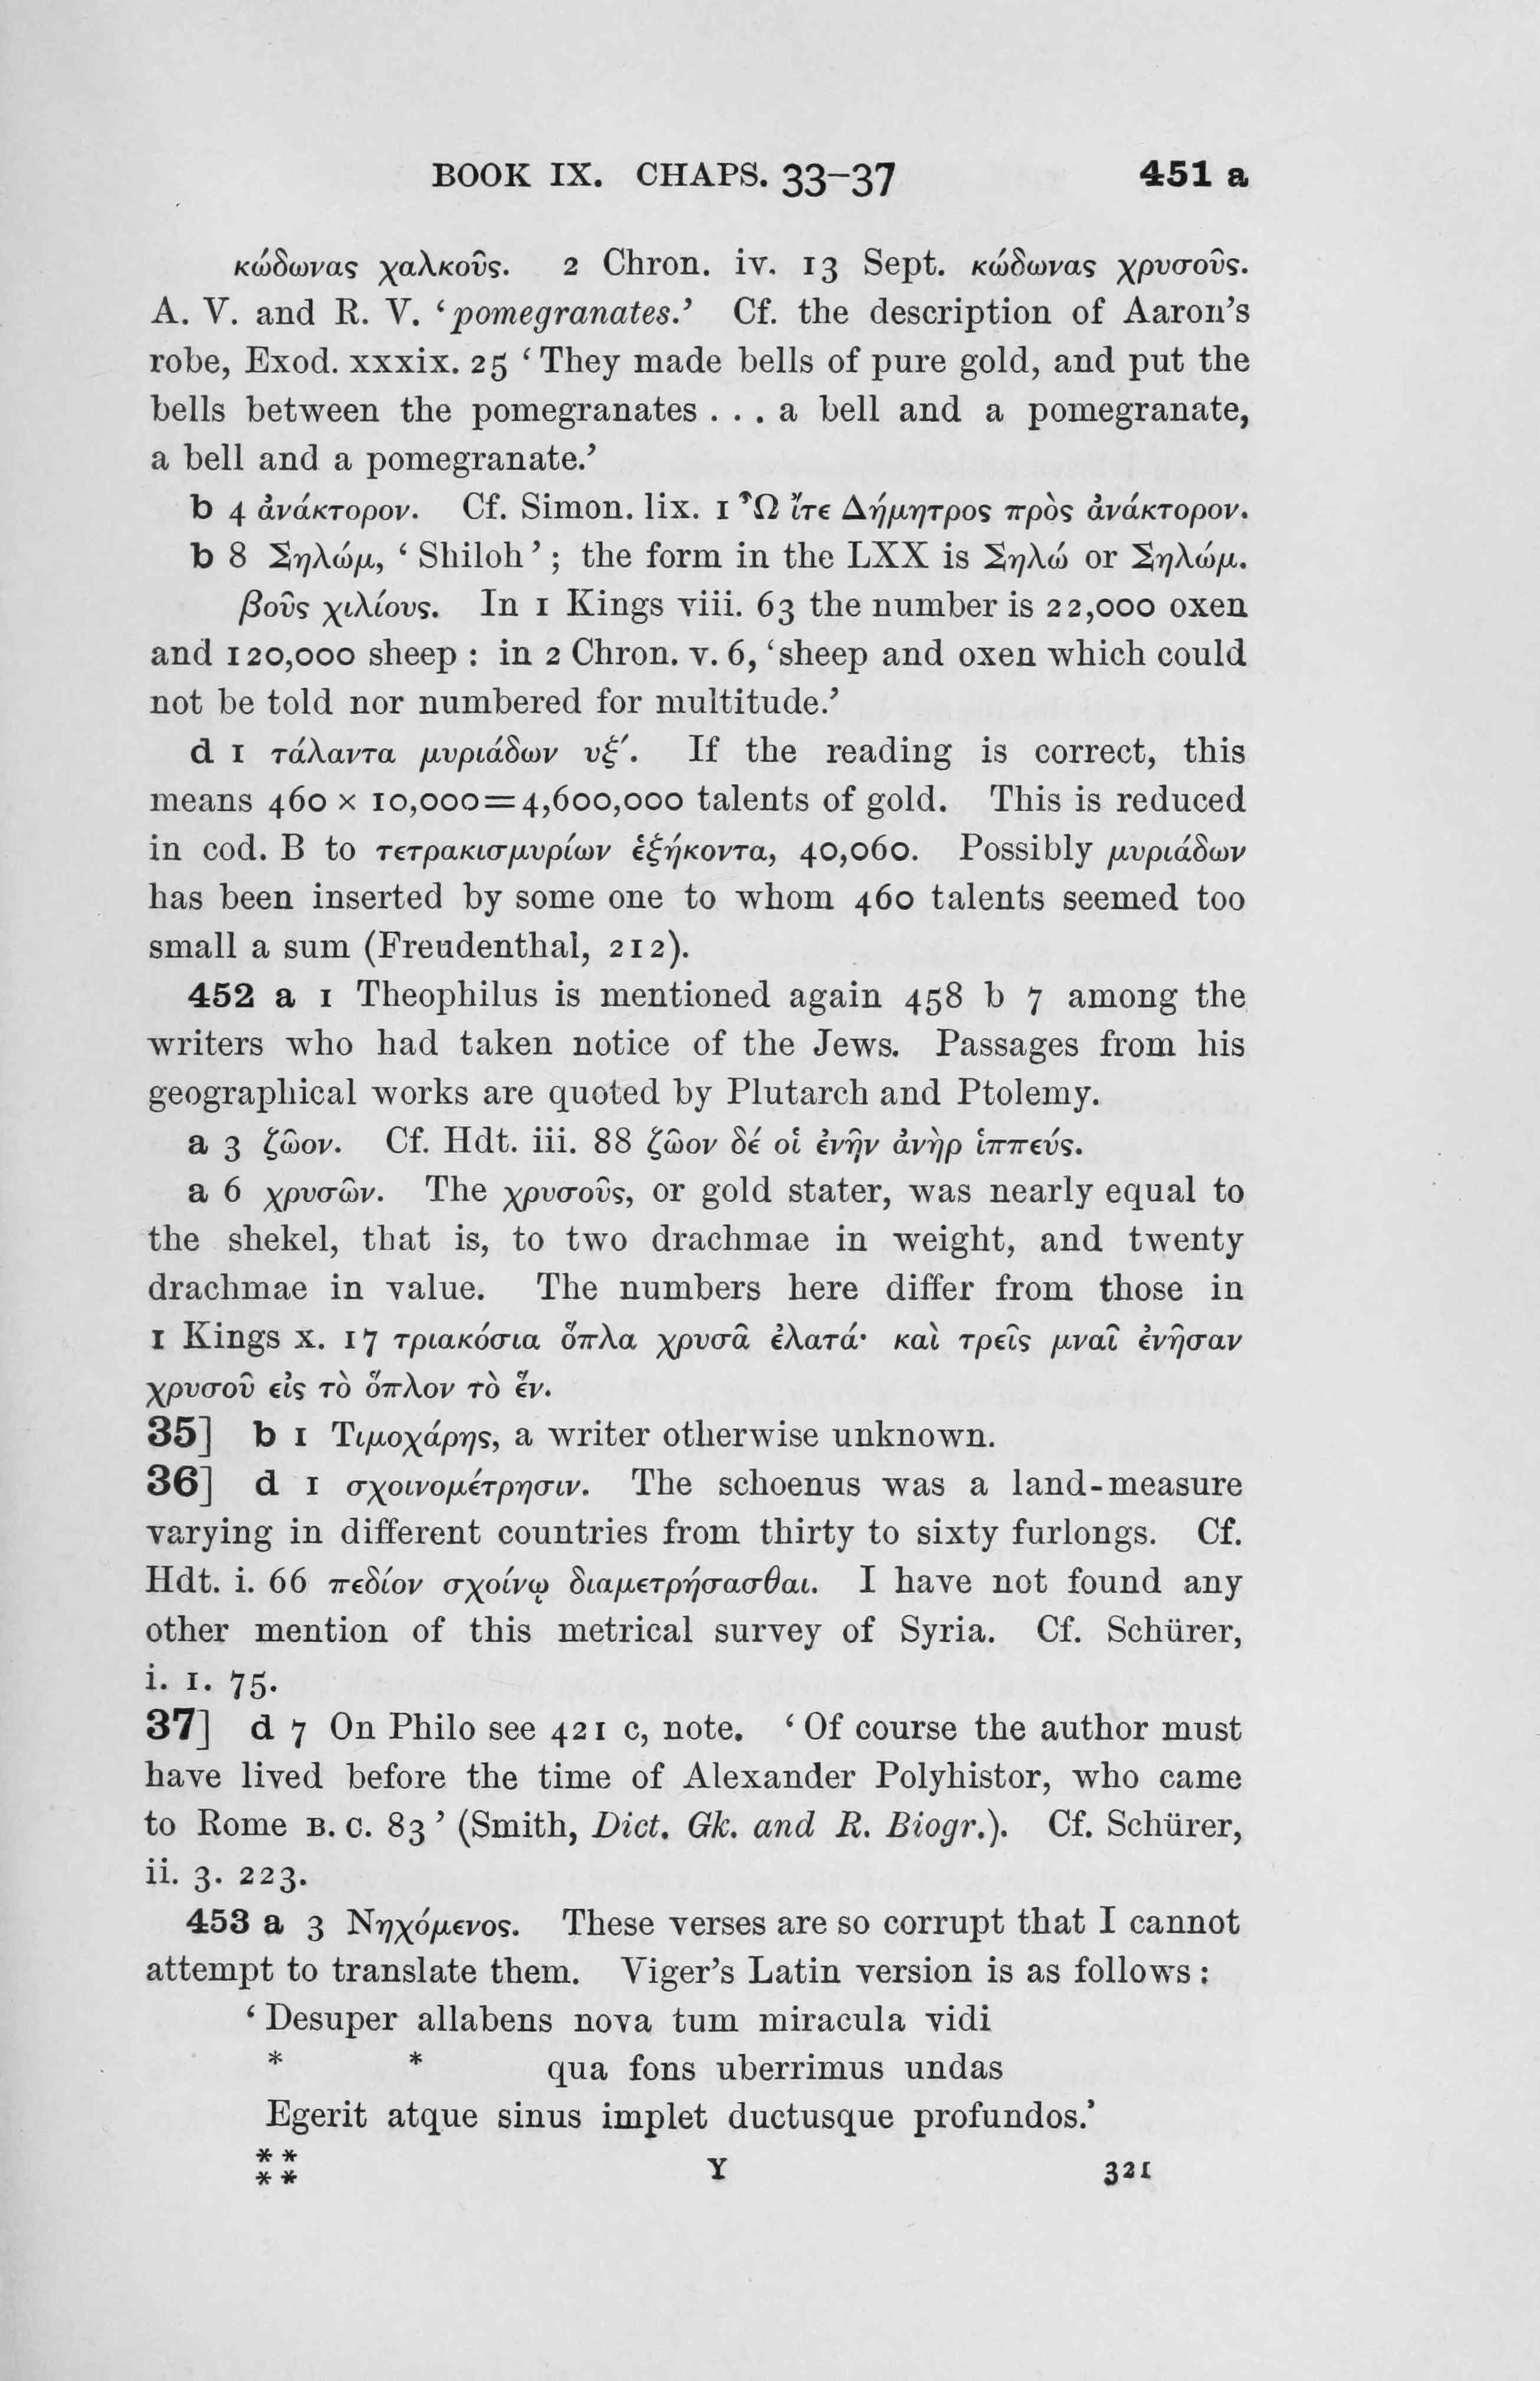 BOOK IX. CHAPS. 33–37 451 a
κώδωνας χαλκοῦς. 2 Chron. iv. 13 Sept. κώδωνας χρυσοῦς.
A. V. and R. V. ‘pomegranates.’ Cf. the description of Aaron’s
robe, Exod. xxxix. 25 ‘They made bells of pure gold, and put the
bells between the pomegranates . . . a bell and a pomegranate,
a bell and a pomegranate.’
b 4 ἀνάκτορον. Cf. Simon. lix. 1 Ὦ ἴτε Δήμητρος πρὸς ἀνάκτορον.
b 8 Σηλώμ, ‘Shiloh’; the form in the LXX is Σηλώ or Σηλώμ.
βοῦς χιλίους. In 1 Kings viii. 63 the number is 22,000 oxen
and 120,000 sheep : in 2 Chron. v. 6, ‘sheep and oxen which could
not be told nor numbered for multitude.’
d 1 τάλαντα μυριάδων υξ′. If the reading is correct, this
means 460 × 10,000=4,600,000 talents of gold. This is reduced
in cod. B to τετρακισμυρίων ἑξήκοντα, 40,060. Possibly μυριάδων
has been inserted by some one to whom 460 talents seemed too
small a sum (Freudenthal, 212).
452 a 1 Theophilus is mentioned again 458 b 7 among the
writers who had taken notice of the Jews. Passages from his
geographical works are quoted by Plutarch and Ptolemy.
a 3 ζῶον. Cf. Hdt. iii. 88 ζῶον δέ οἱ ἐνῆν ἀνὴρ ἱππεύς.
a 6 χρυσῶν. The χρυσοῦς, or gold stater, was nearly equal to
the shekel, that is, to two drachmae in weight, and twenty
drachmae in value. The numbers here differ from those in
1 Kings x. 17 τριακόσια ὅπλα χρυσᾶ ἐλατά· καὶ τρεῖς μναῖ ἐνῆσαν
χρυσοῦ εἰς τὸ ὅπλον τὸ ἕν.
35] b 1 Τιμοχάρης, a writer otherwise unknown.
36] d 1 σχοινομέτρησιν. The schoenus was a land-measure
varying in different countries from thirty to sixty furlongs. Cf.
Hdt. i. 66 πεδίον σχοίνῳ διαμετρήσασθαι. I have not found any
other mention of this metrical survey of Syria. Cf. Schürer,
i. 1. 75.
37] d 7 On Philo see 421 c, note. ‘Of course the author must
have lived before the time of Alexander Polyhistor, who came
to Rome B. C. 83’ (Smith, Dict. Gk. and R. Biogr.). Cf. Schürer,
ii. 3. 223.
453 a 3 Νηχόμενος. These verses are so corrupt that I cannot
attempt to translate them. Viger’s Latin version is as follows:
‘Desuper allabens nova tum miracula vidi
* * qua fons uberrimus undas
Egerit atque sinus implet ductusque profundos.’
* *
* * Y 321